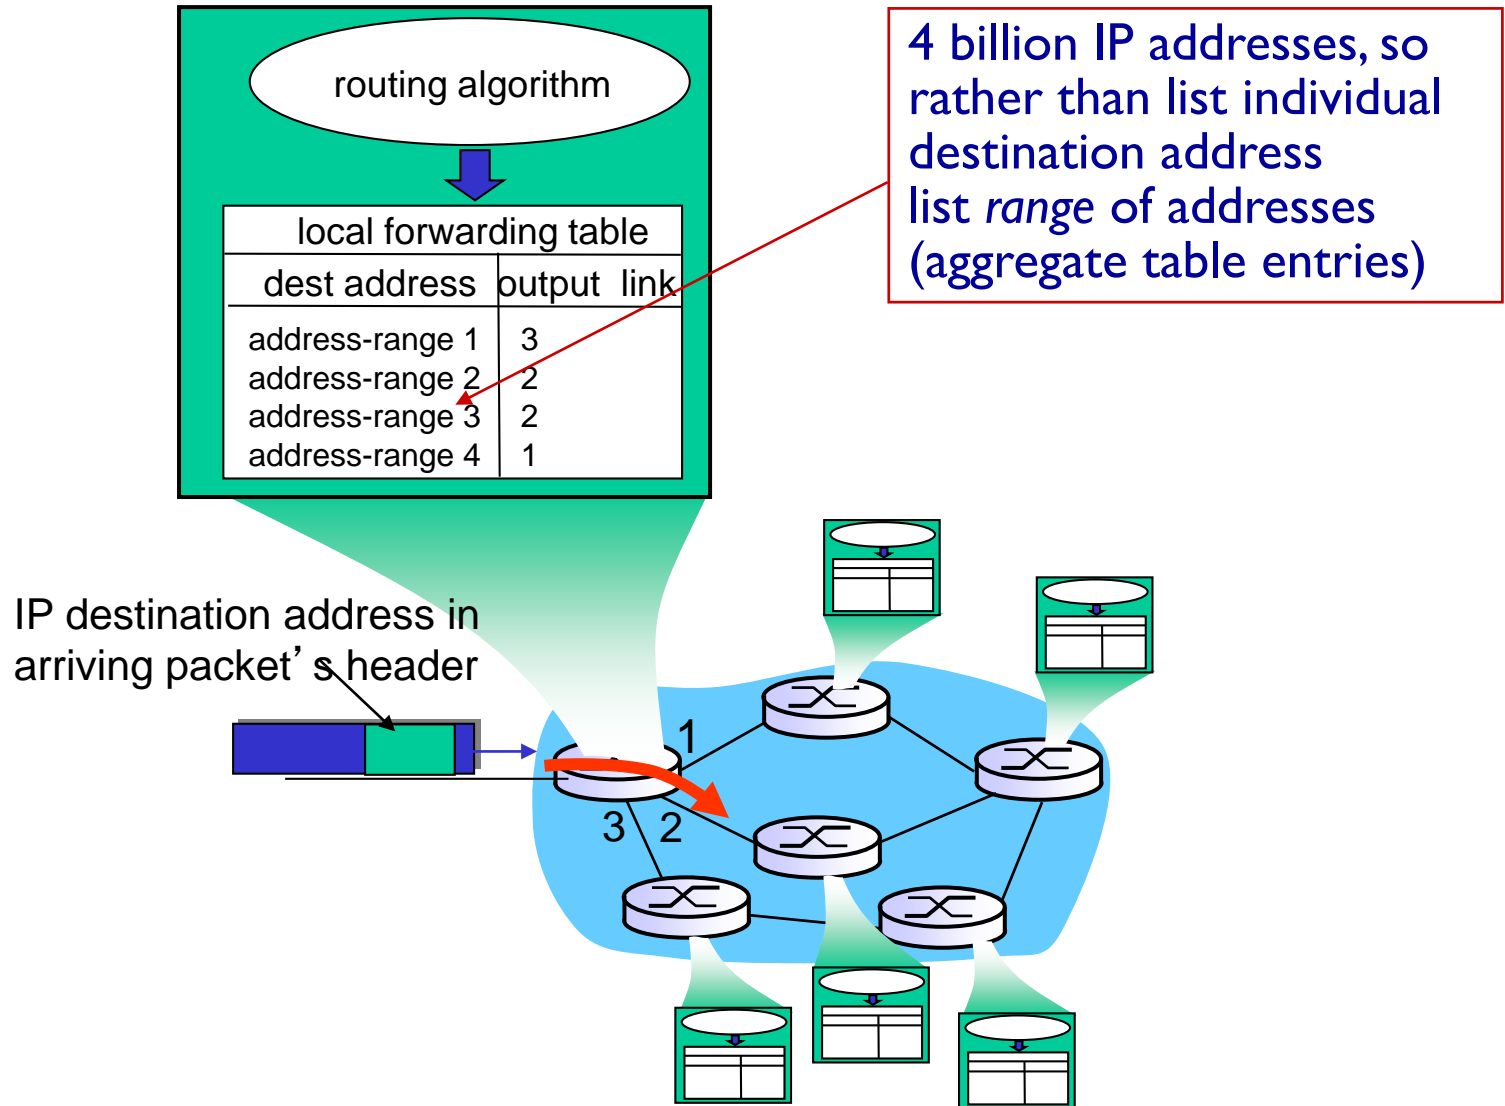 routing algorithm
local forwarding table
dest address output link
address-range 1 3
address-range 2 2
address-range 3 2
address-range 4 1
4 billion IP addresses, so
rather than list individual
destination address
list range of addresses
(aggregate table entries)
IP destination address in
arriving packet’s header
1
3 2